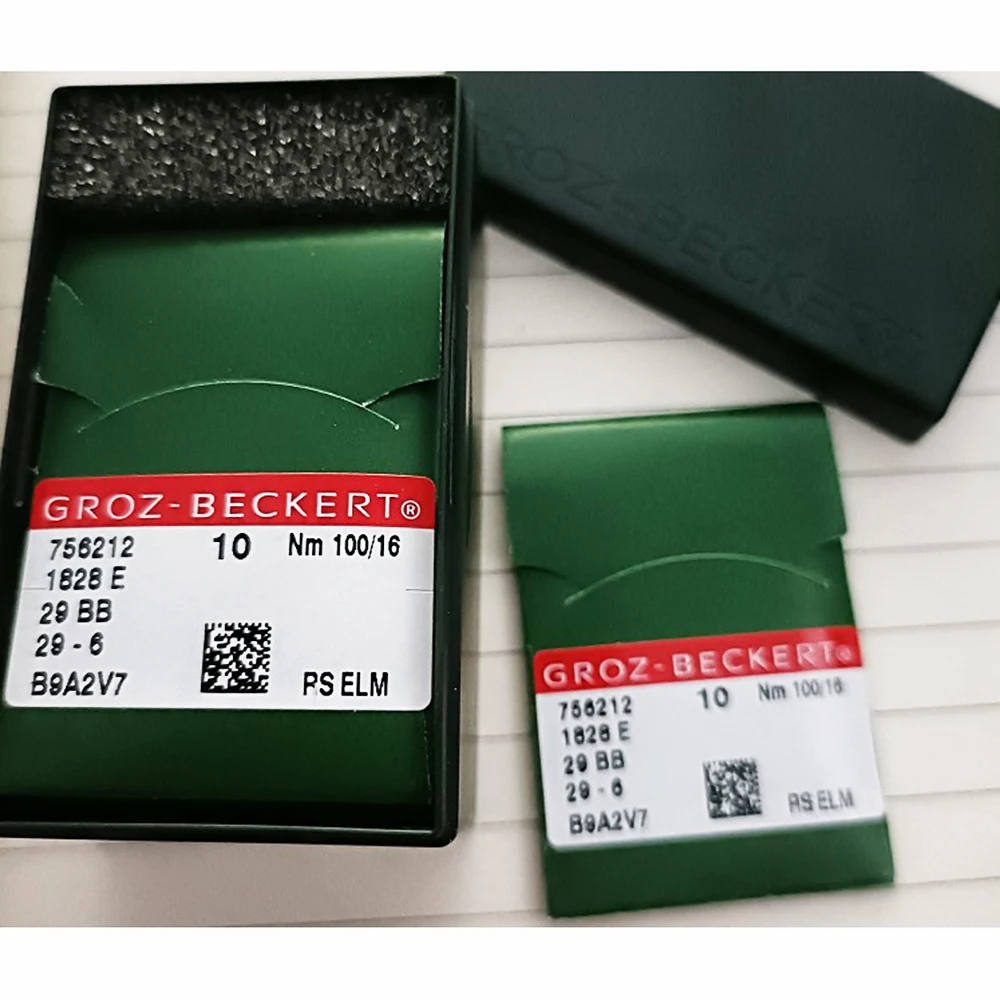 GROZ-BECKERT®
756212 10 Nm 100/16
1828 E
29 BB
29 - 6
B9A2V7 RS ELM
GROZ-BECKERT
GROZ-BECKERT®
756212 10 Nm 100/16
1828 E
29 BB
29 - 6
B9A2V7 RS ELM